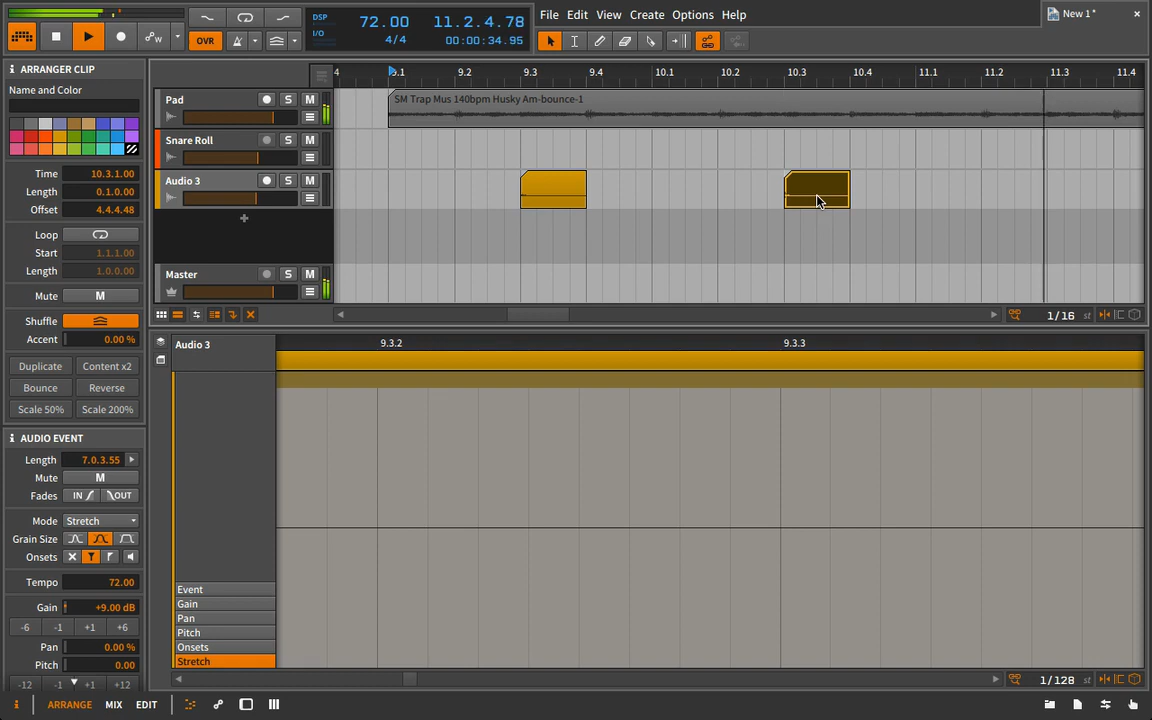 OVR
DSP
I/O
72.00
4/4
11.2.4.78
00:00:34.95
File Edit View Create Options Help
New 1*
ARRANGER CLIP
Name and Color
Time 10.3.1.00
Length 0.1.0.00
Offset 4.4.4.48
Loop
Start 1.1.1.00
Length 1.0.0.00
Mute M
Shuffle
Accent 0.00 %
Duplicate Content x2
Bounce Reverse
Scale 50% Scale 200%
4 9.1 9.2 9.3 9.4 10.1 10.2 10.3 10.4 11.1 11.2 11.3 11.4
Pad S M
SM Trap Mus 140bpm Husky Am-bounce-1
Snare Roll S M
Audio 3 S M
+
Master S M
1/16 st
AUDIO EVENT
Length 7.0.3.55
Mute M
Fades IN OUT
Mode Stretch
Grain Size
Onsets
Tempo 72.00
Gain +9.00 dB
-6 -1 +1 +6
Pan 0.00 %
Pitch 0.00
-12 -1 +1 +12
Audio 3
9.3.2 9.3.3
Event
Gain
Pan
Pitch
Onsets
Stretch
1/128 st
i ARRANGE MIX EDIT